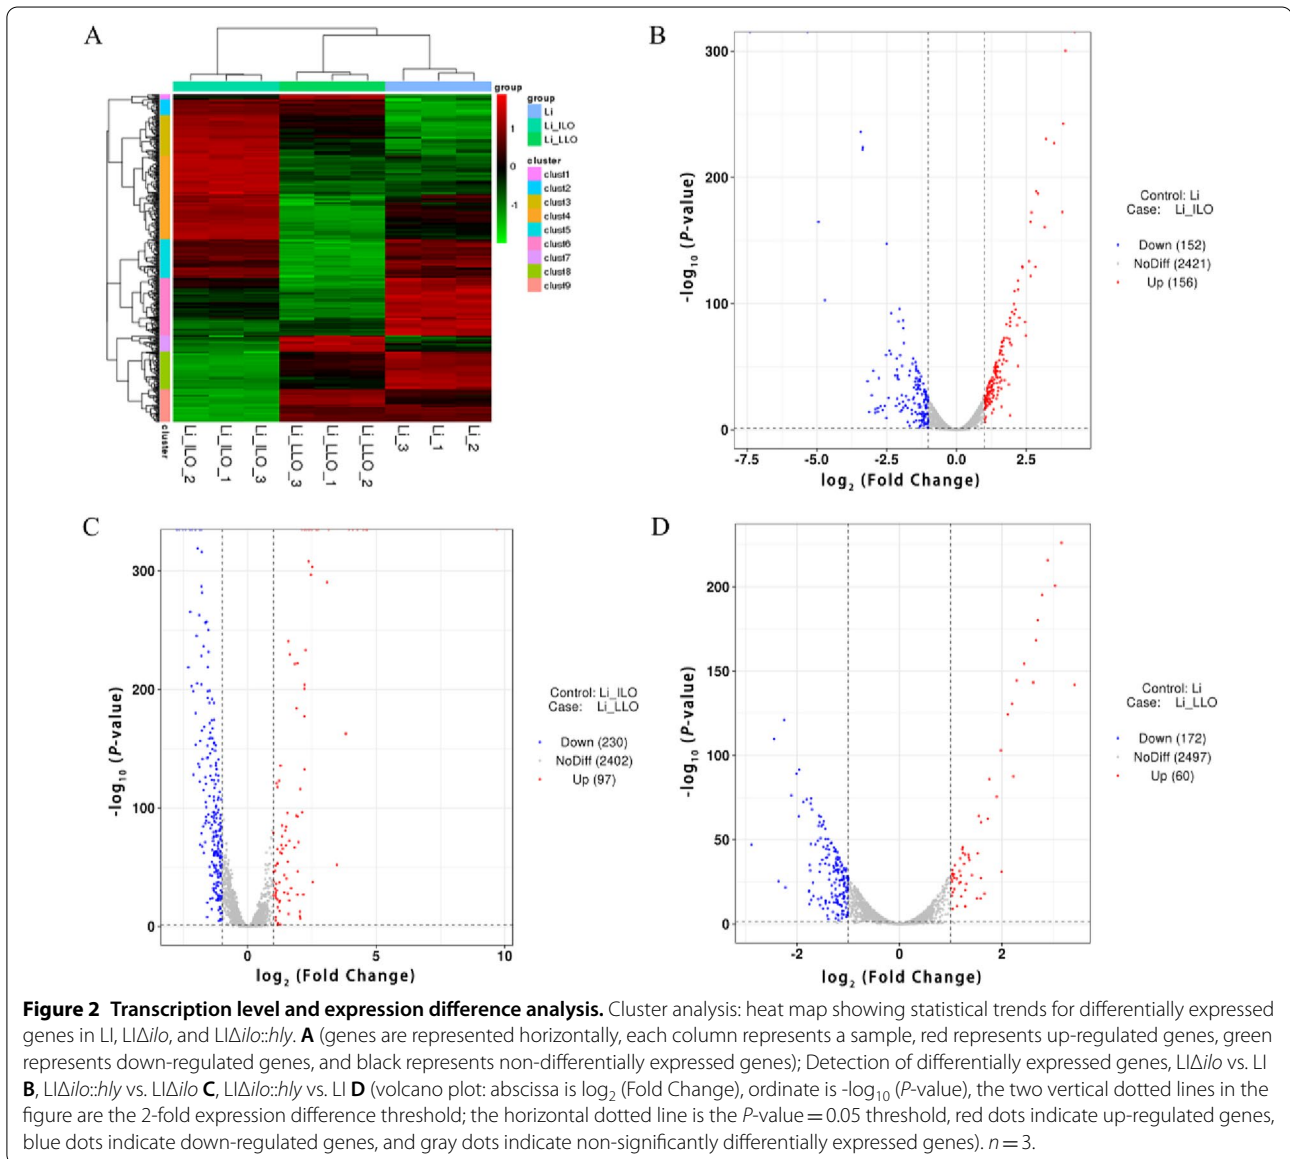 A
group
1
0
-1
group
Li
Li_ILO
Li_LLO
cluster
clust1
clust2
clust3
clust4
clust5
clust6
clust7
clust8
clust9
cluster
Li_ILO_2
Li_ILO_1
Li_ILO_3
Li_LLO_3
Li_LLO_1
Li_LLO_2
Li_3
Li_1
Li_2
B
300
200
100
0
-log10 (P-value)
-7.5 -5.0 -2.5 0.0 2.5
log2 (Fold Change)
Control: Li
Case: Li_ILO
Down (152)
NoDiff (2421)
Up (156)
C
300
200
100
0
-log10 (P-value)
0 5 10
log2 (Fold Change)
Control: Li_ILO
Case: Li_LLO
Down (230)
NoDiff (2402)
Up (97)
D
200
150
100
50
0
-log10 (P-value)
-2 0 2
log2 (Fold Change)
Control: Li
Case: Li_LLO
Down (172)
NoDiff (2497)
Up (60)
Figure 2 Transcription level and expression difference analysis. Cluster analysis: heat map showing statistical trends for differentially expressed
genes in LI, LIΔilo, and LIΔilo::hly. A (genes are represented horizontally, each column represents a sample, red represents up-regulated genes, green
represents down-regulated genes, and black represents non-differentially expressed genes); Detection of differentially expressed genes, LIΔilo vs. LI
B, LIΔilo::hly vs. LIΔilo C, LIΔilo::hly vs. LI D (volcano plot: abscissa is log2 (Fold Change), ordinate is -log10 (P-value), the two vertical dotted lines in the
figure are the 2-fold expression difference threshold; the horizontal dotted line is the P-value = 0.05 threshold, red dots indicate up-regulated genes,
blue dots indicate down-regulated genes, and gray dots indicate non-significantly differentially expressed genes). n = 3.